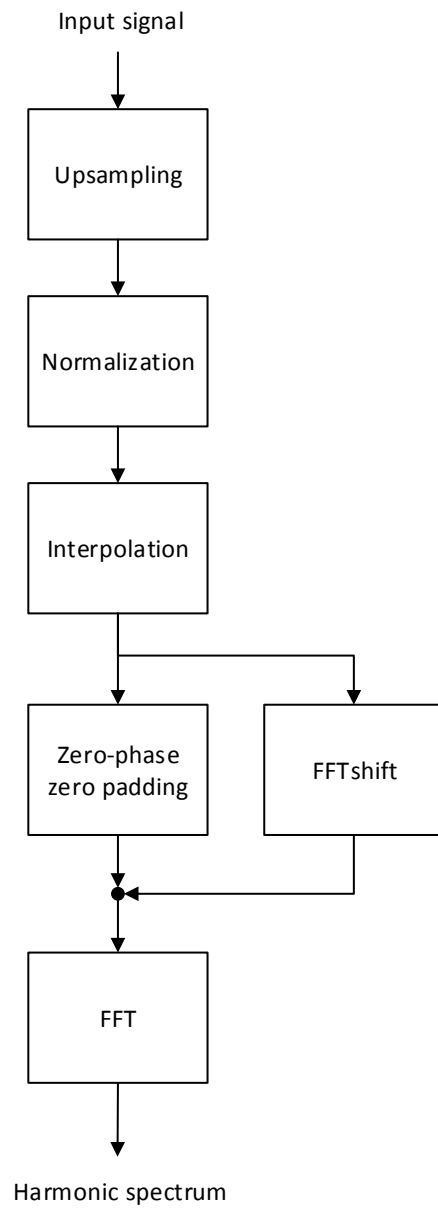 Input signal
Upsampling
Normalization
Interpolation
Zero-phase
zero padding
FFTshift
FFT
Harmonic spectrum